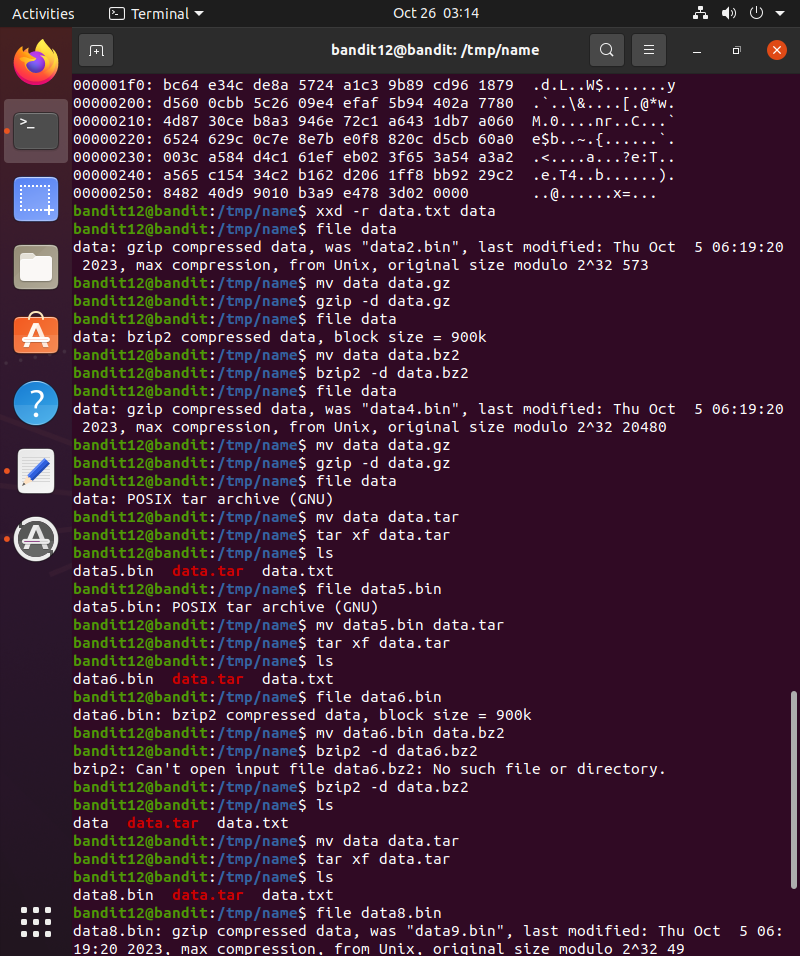 Activities
Terminal
Oct 26 03:14
bandit12@bandit: /tmp/name
000001f0: bc64 e34c de8a 5724 a1c3 9b89 cd96 1879  .d.L..W$.......y
00000200: d560 0cbb 5c26 09e4 efaf 5b94 402a 7780  .`..\&....[.@*w.
00000210: 4d87 30ce b8a3 946e 72c1 a643 1db7 a060  M.0....nr..C...`
00000220: 6524 629c 0c7e 8e7b e0f8 820c d5cb 60a0  e$b..~.{......`.
00000230: 003c a584 d4c1 61ef eb02 3f65 3a54 a3a2  .<....a...?e:T..
00000240: a565 c154 34c2 b162 d206 1ff8 bb92 29c2  .e.T4..b......).
00000250: 8482 40d9 9010 b3a9 e478 3d02 0000       ..@......x=...
bandit12@bandit:/tmp/name$ xxd -r data.txt data
bandit12@bandit:/tmp/name$ file data
data: gzip compressed data, was "data2.bin", last modified: Thu Oct  5 06:19:20
 2023, max compression, from Unix, original size modulo 2^32 573
bandit12@bandit:/tmp/name$ mv data data.gz
bandit12@bandit:/tmp/name$ gzip -d data.gz
bandit12@bandit:/tmp/name$ file data
data: bzip2 compressed data, block size = 900k
bandit12@bandit:/tmp/name$ mv data data.bz2
bandit12@bandit:/tmp/name$ bzip2 -d data.bz2
bandit12@bandit:/tmp/name$ file data
data: gzip compressed data, was "data4.bin", last modified: Thu Oct  5 06:19:20
 2023, max compression, from Unix, original size modulo 2^32 20480
bandit12@bandit:/tmp/name$ mv data data.gz
bandit12@bandit:/tmp/name$ gzip -d data.gz
bandit12@bandit:/tmp/name$ file data
data: POSIX tar archive (GNU)
bandit12@bandit:/tmp/name$ mv data data.tar
bandit12@bandit:/tmp/name$ tar xf data.tar
bandit12@bandit:/tmp/name$ ls
data5.bin  data.tar  data.txt
bandit12@bandit:/tmp/name$ file data5.bin
data5.bin: POSIX tar archive (GNU)
bandit12@bandit:/tmp/name$ mv data5.bin data.tar
bandit12@bandit:/tmp/name$ tar xf data.tar
bandit12@bandit:/tmp/name$ ls
data6.bin  data.tar  data.txt
bandit12@bandit:/tmp/name$ file data6.bin
data6.bin: bzip2 compressed data, block size = 900k
bandit12@bandit:/tmp/name$ mv data6.bin data.bz2
bandit12@bandit:/tmp/name$ bzip2 -d data6.bz2
bzip2: Can't open input file data6.bz2: No such file or directory.
bandit12@bandit:/tmp/name$ bzip2 -d data.bz2
bandit12@bandit:/tmp/name$ ls
data  data.tar  data.txt
bandit12@bandit:/tmp/name$ mv data data.tar
bandit12@bandit:/tmp/name$ tar xf data.tar
bandit12@bandit:/tmp/name$ ls
data8.bin  data.tar  data.txt
bandit12@bandit:/tmp/name$ file data8.bin
data8.bin: gzip compressed data, was "data9.bin", last modified: Thu Oct  5 06:
19:20 2023, max compression, from Unix, original size modulo 2^32 49